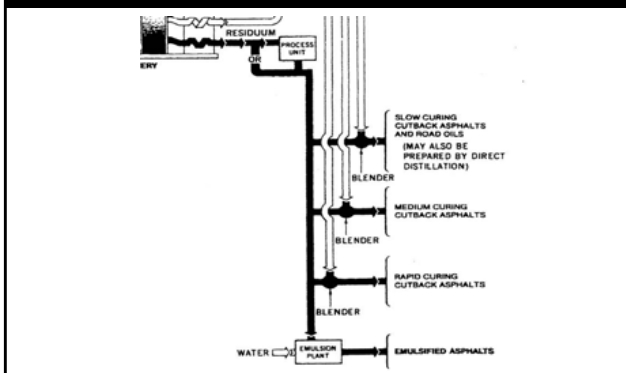 RESIDUUM
PROCESS
UNIT
OR
ERY
SLOW CURING
CUTBACK ASPHALTS
AND ROAD OILS
(MAY ALSO BE
PREPARED BY DIRECT
DISTILLATION)
BLENDER
MEDIUM CURING
CUTBACK ASPHALTS
BLENDER
RAPID CURING
CUTBACK ASPHALTS
BLENDER
WATER
EMULSION
PLANT
EMULSIFIED ASPHALTS